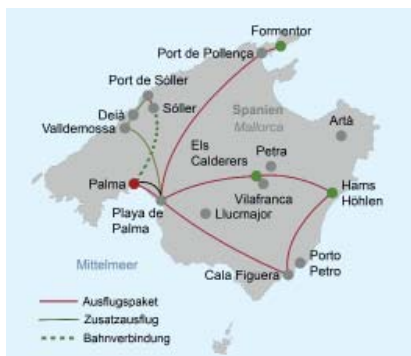 Formentor
Port de Pollença
Port de Sóller
Sóller
Spanien
Mallorca
Artà
Deià
Valldemossa
Els
Calderers
Petra
Palma
Hams
Höhlen
Vilafranca
Playa de
Palma
Llucmajor
Porto
Petro
Mittelmeer
Cala Figuera
Ausflugspaket
Zusatzausflug
Bahnverbindung